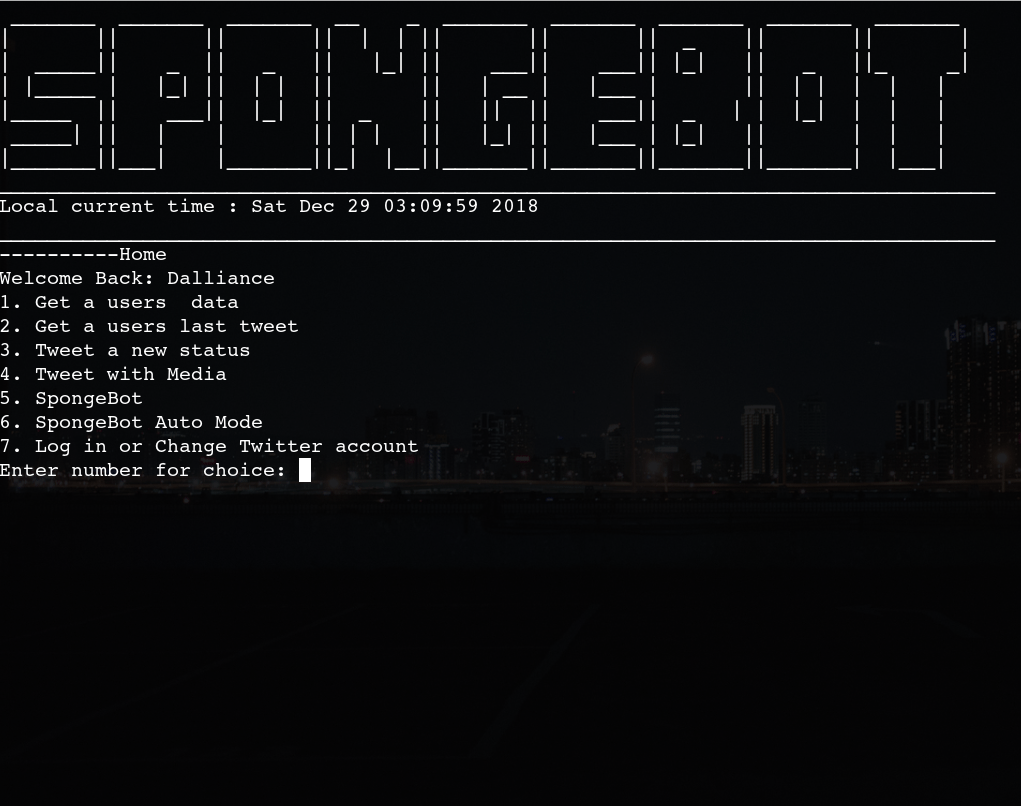 SPONGEBOT
Local current time : Sat Dec 29 03:09:59 2018
----------Home
Welcome Back: Dalliance
1. Get a users  data
2. Get a users last tweet
3. Tweet a new status
4. Tweet with Media
5. SpongeBot
6. SpongeBot Auto Mode
7. Log in or Change Twitter account
Enter number for choice: